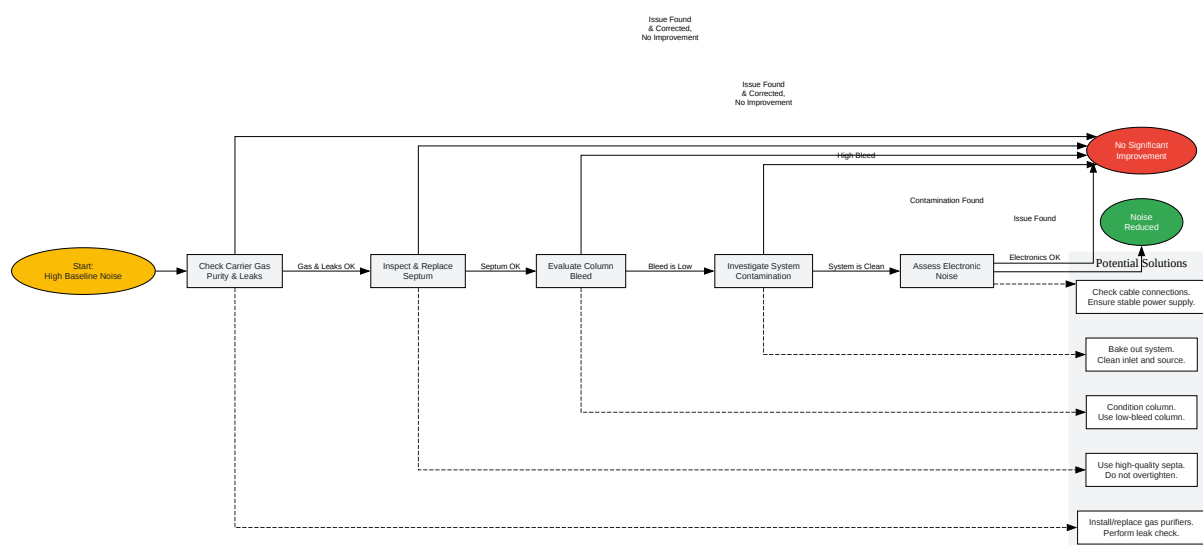 Issue Found
& Corrected,
No Improvement
Issue Found
& Corrected,
No Improvement
No Significant
Improvement
High Bleed
Contamination Found
Issue Found
Noise
Reduced
Start:
High Baseline Noise
Check Carrier Gas
Purity & Leaks
Gas & Leaks OK
Inspect & Replace
Septum
Septum OK
Evaluate Column
Bleed
Bleed is Low
Investigate System
Contamination
System is Clean
Assess Electronic
Noise
Electronics OK
Potential Solutions
Check cable connections.
Ensure stable power supply.
Bake out system.
Clean inlet and source.
Condition column.
Use low-bleed column.
Use high-quality septa.
Do not overtighten.
Install/replace gas purifiers.
Perform leak check.